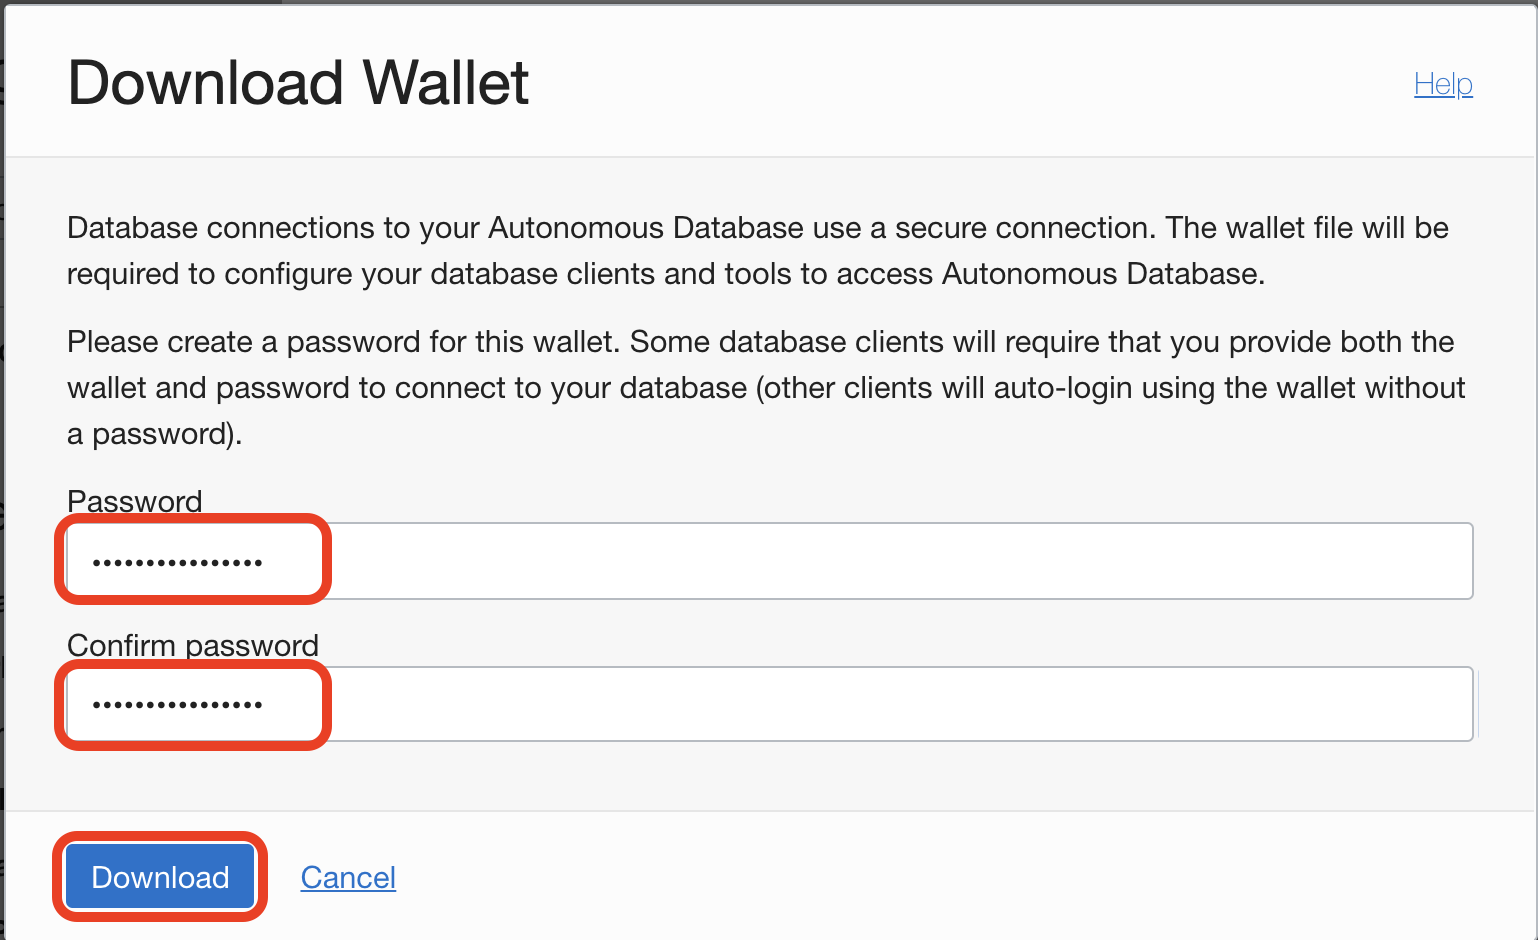 Download Wallet
Help
Database connections to your Autonomous Database use a secure connection. The wallet file will be
required to configure your database clients and tools to access Autonomous Database.
Please create a password for this wallet. Some database clients will require that you provide both the
wallet and password to connect to your database (other clients will auto-login using the wallet without
a password).
Password
••••••••••••••••
Confirm password
••••••••••••••••
Download
Cancel